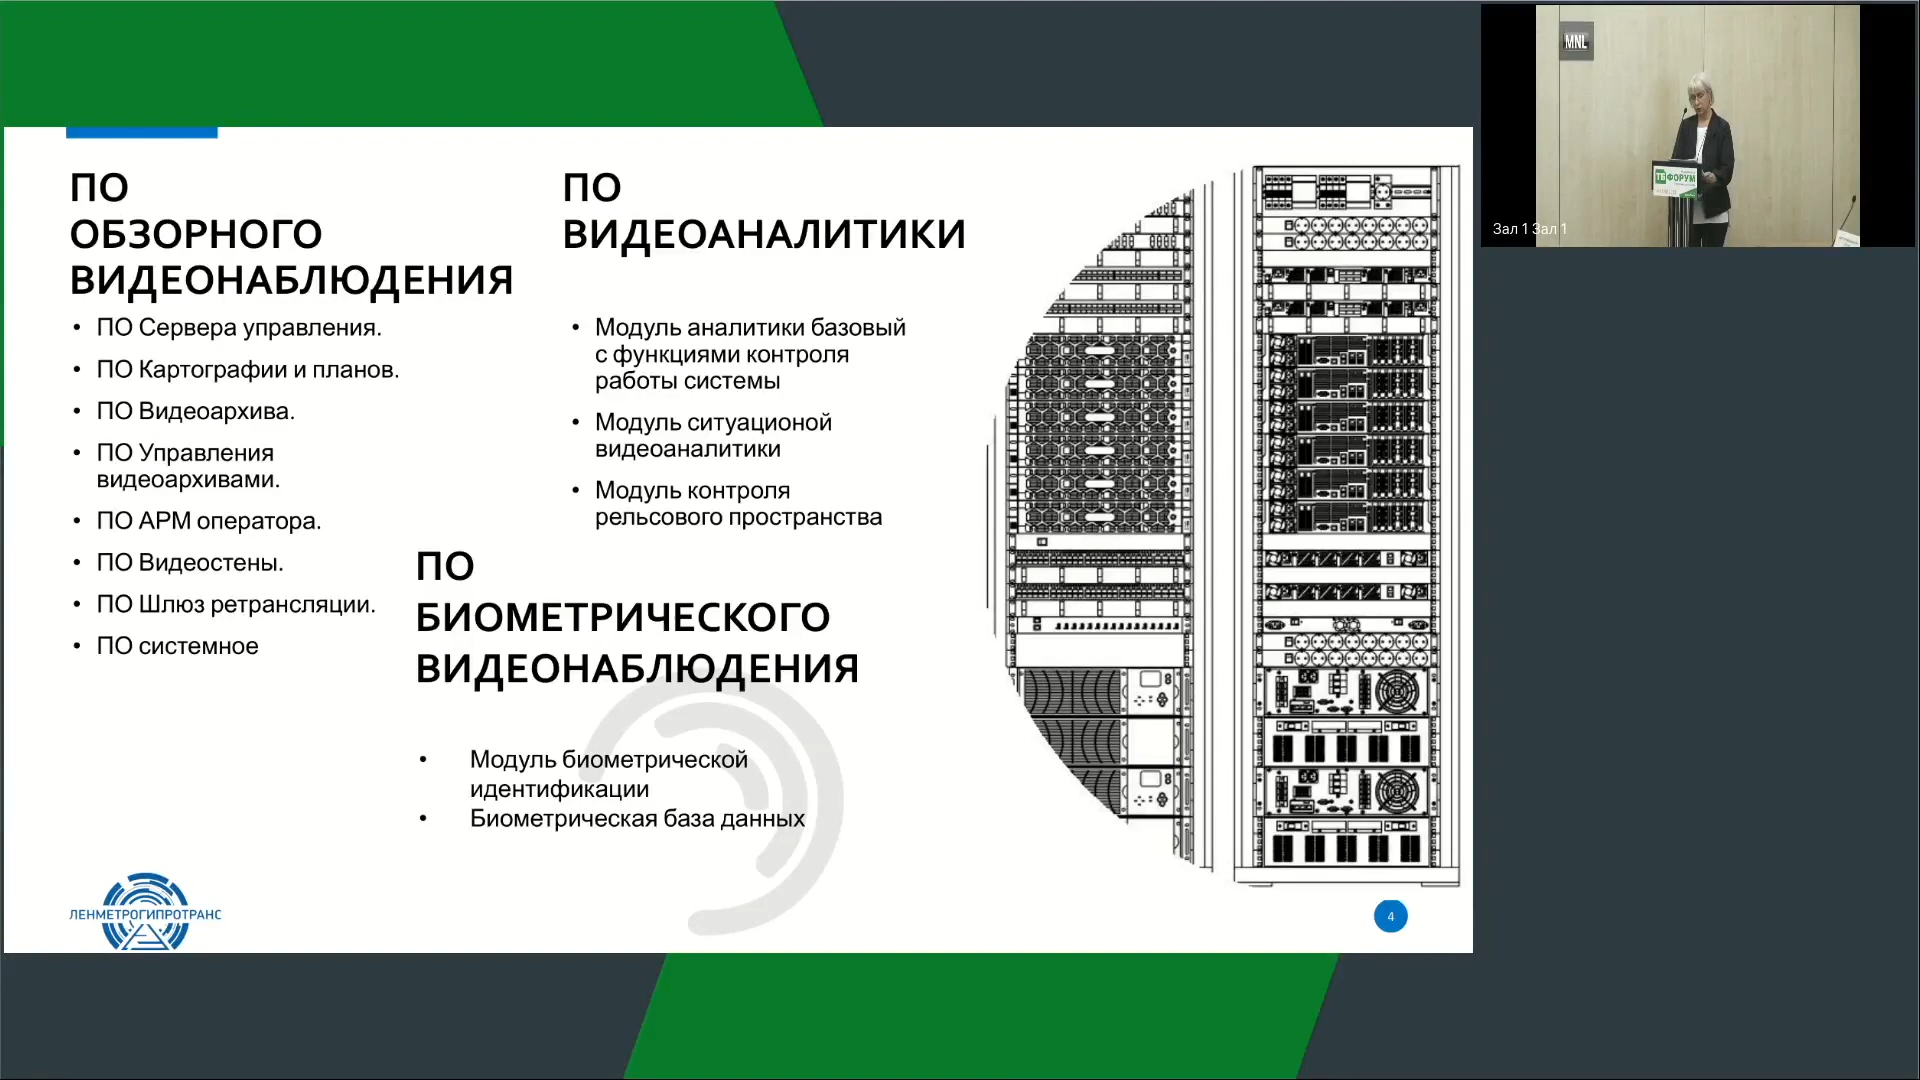 ПО
ОБЗОРНОГО
ВИДЕОНАБЛЮДЕНИЯ
• ПО Сервера управления.
• ПО Картографии и планов.
• ПО Видеоархива.
• ПО Управления
видеоархивами.
• ПО АРМ оператора.
• ПО Видеостены.
• ПО Шлюз ретрансляции.
• ПО системное
ПО
ВИДЕОАНАЛИТИКИ
• Модуль аналитики базовый
с функциями контроля
работы системы
• Модуль ситуационой
видеоаналитики
• Модуль контроля
рельсового пространства
ПО
БИОМЕТРИЧЕСКОГО
ВИДЕОНАБЛЮДЕНИЯ
• Модуль биометрической
идентификации
• Биометрическая база данных
ЛЕНМЕТРОГИПРОТРАНС
4
MNL
ТБ ФОРУМ
Зал 1 Зал 1